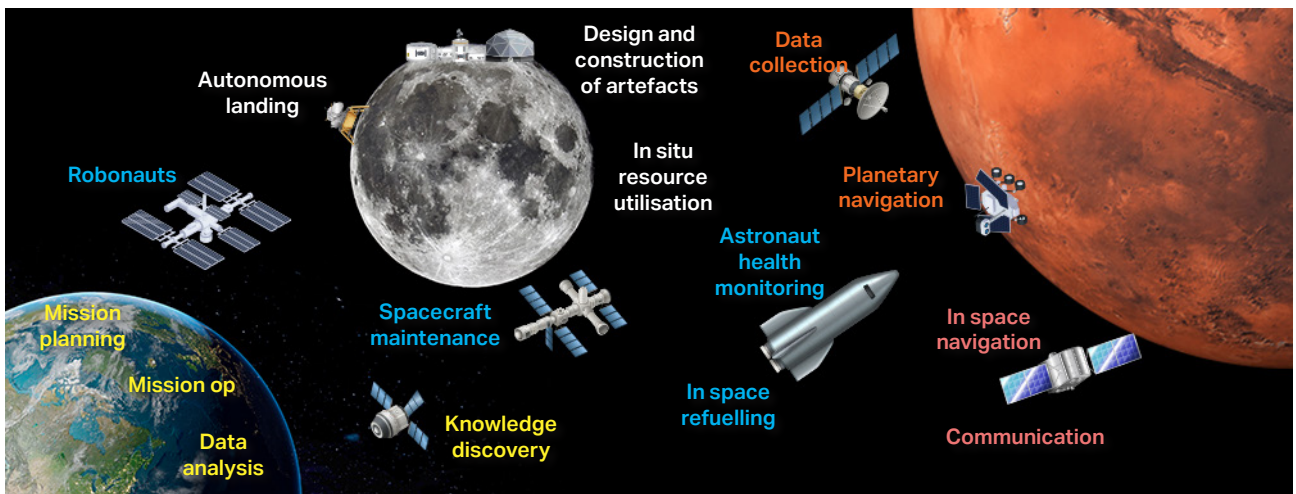 Autonomous
landing
Design and
construction
of artefacts
Data
collection
Robonauts
In situ
resource
utilisation
Planetary
navigation
Astronaut
health
monitoring
Mission
planning
Spacecraft
maintenance
In space
navigation
Mission op
In space
refuelling
Data
analysis
Knowledge
discovery
Communication